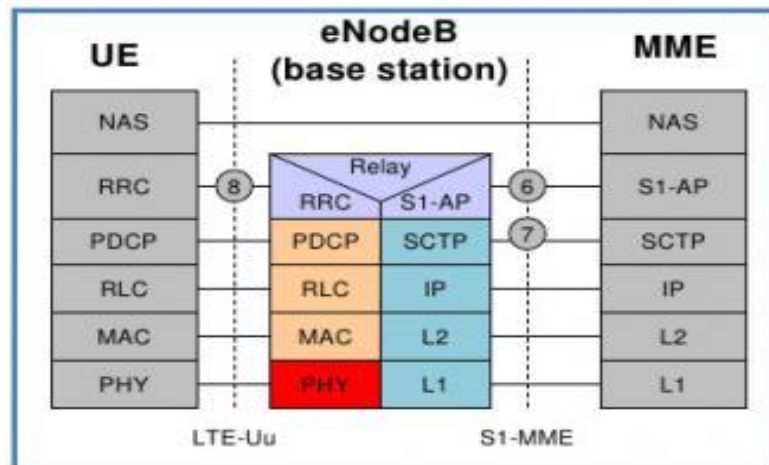 UE
eNodeB
(base station)
MME
NAS
NAS
RRC
8
Relay
RRC
S1-AP
6
S1-AP
PDCP
PDCP
SCTP
7
SCTP
RLC
RLC
IP
IP
MAC
MAC
L2
L2
PHY
PHY
L1
L1
LTE-Uu
S1-MME